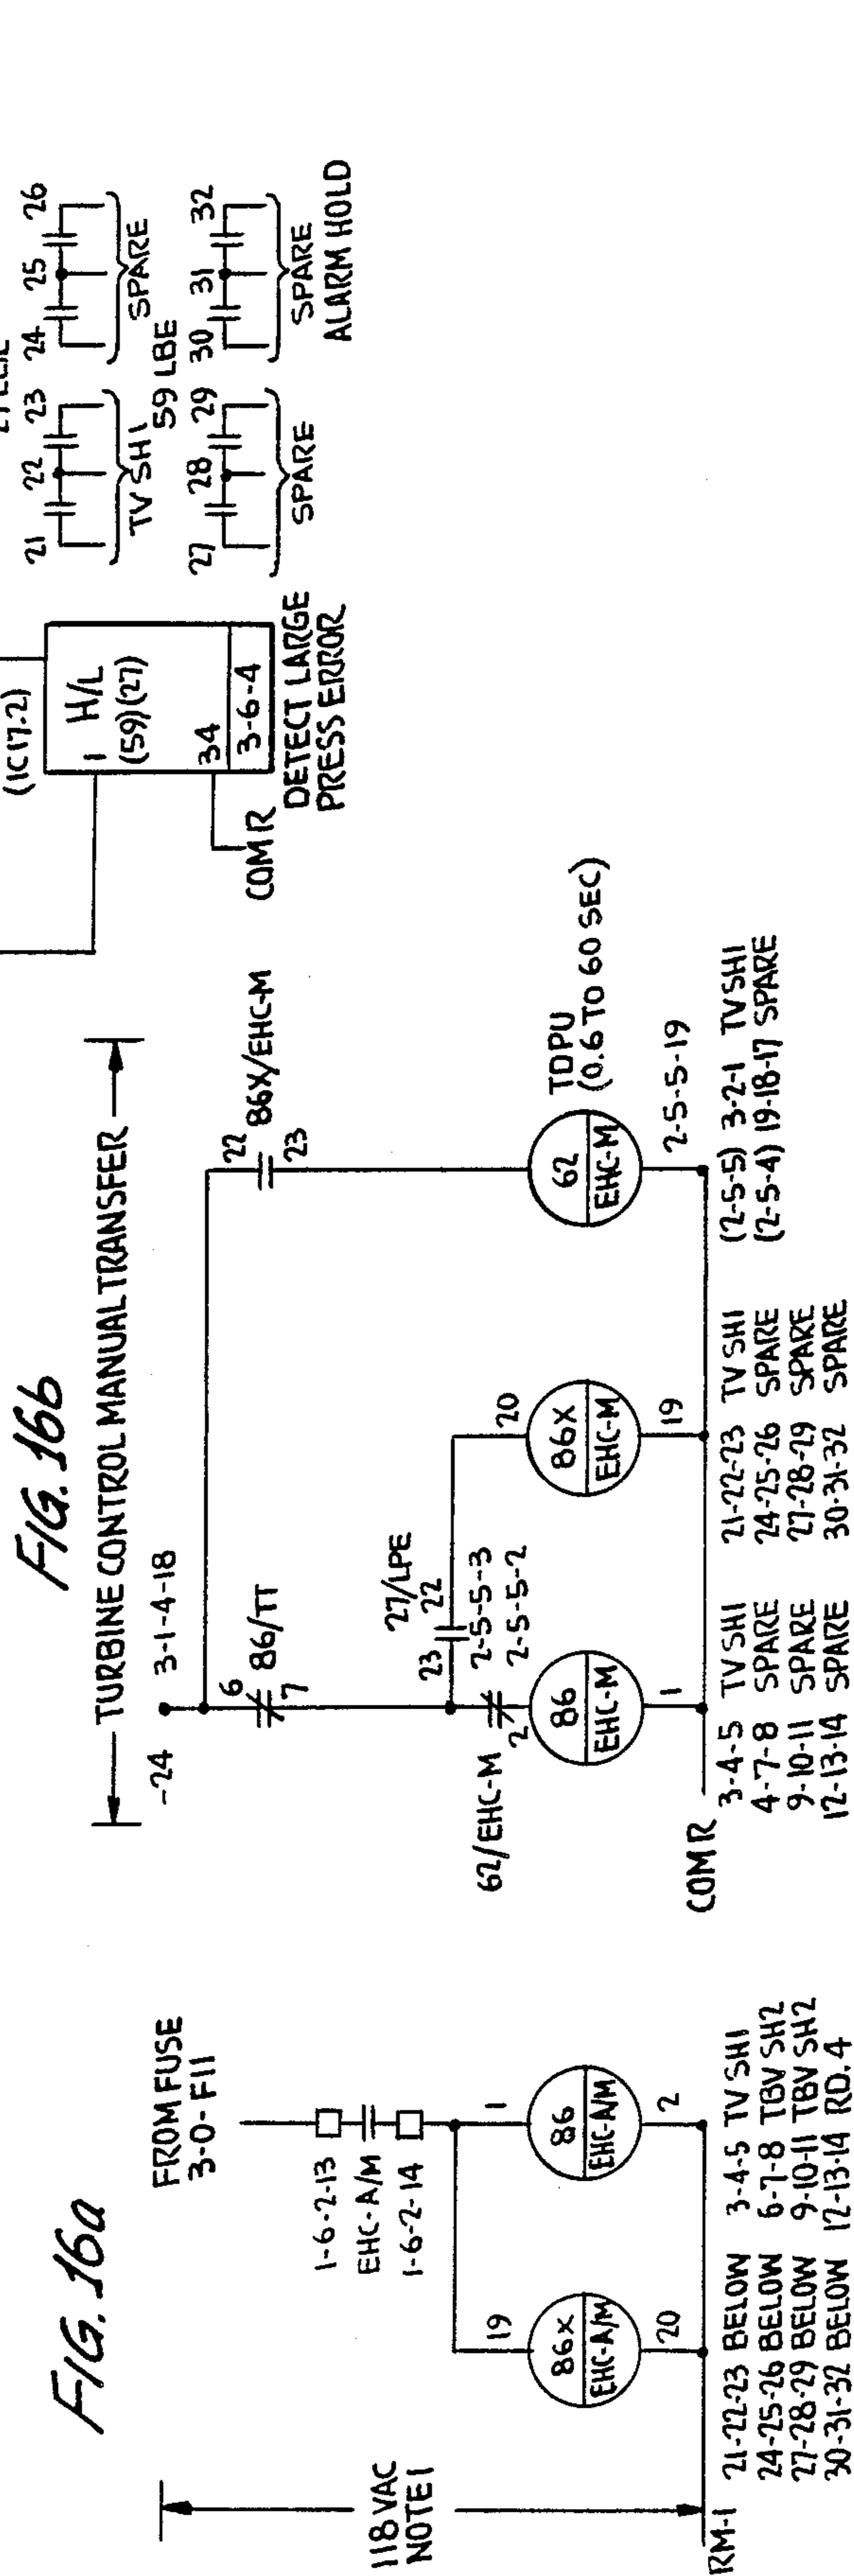 FIG. 16a
FROM FUSE
3-0-F11
118 VAC
NOTE 1
1-6-2-13
EHC-A/M
1-6-2-14
19
86X
EHC-A/M
20
1
86
EHC-A/M
2
RM-1
21-22-23 BELOW 3-4-5 TV SH1
24-25-26 BELOW 6-7-8 TBV SH2
27-28-29 BELOW 9-10-11 TBV SH2
30-31-32 BELOW 12-13-14 RD. 4
FIG. 16b
TURBINE CONTROL MANUAL TRANSFER
-24
3-1-4-18
6
86/TT
7
22
86X/EHC-M
23
27/LPE
23
22
62/EHC-M
2
2-5-5-3
2-5-5-2
86
EHC-M
1
20
86X
EHC-M
19
62
EHC-M
TDPU
(0.6 TO 60 SEC)
2-5-5-19
COM R
3-4-5 TV SH1
4-7-8 SPARE
9-10-11 SPARE
12-13-14 SPARE
21-22-23 TV SH1
24-25-26 SPARE
27-28-29 SPARE
30-31-32 SPARE
(2-5-5) 3-2-1 TV SH1
(2-5-4) 19-18-17 SPARE
(1C17-2)
1 H/L
(59)(27)
34
3-6-4
COM R
DETECT LARGE
PRESS ERROR
21 22 23 24 25 26
TV SH1
SPARE
59 LBE
27 28 29 30 31 32
SPARE
SPARE
ALARM HOLD